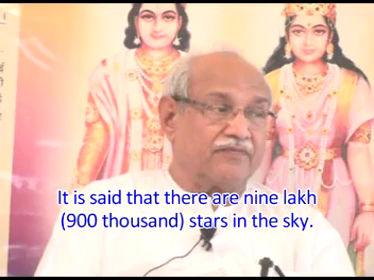 It is said that there are nine lakh
(900 thousand) stars in the sky.